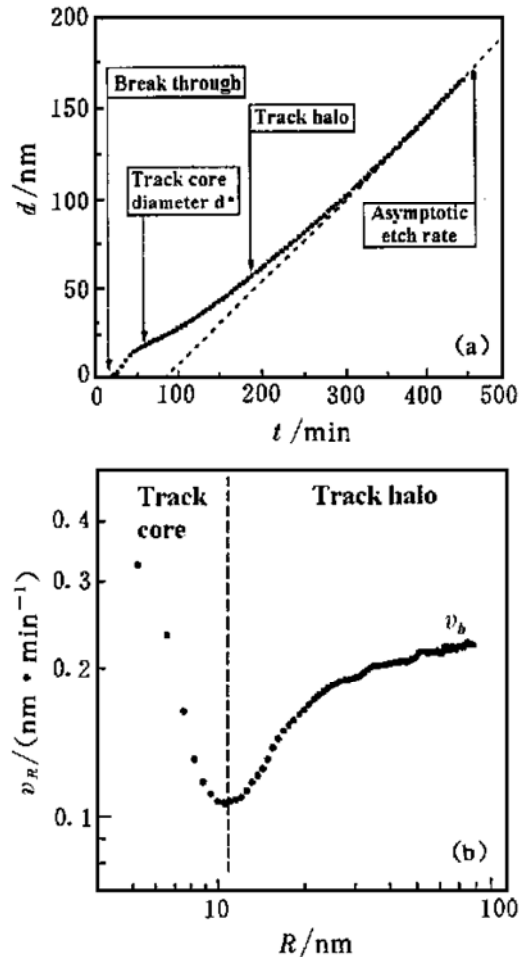 200
150
100
50
0
d /nm
Break through
Track core
diameter d*
Track halo
Asymptotic
etch rate
(a)
0
100
200
300
400
500
t /min
Track
core
Track halo
0.4
0.3
0.2
0.1
v_R/(nm • min⁻¹)
v_b
(b)
10
100
R/nm